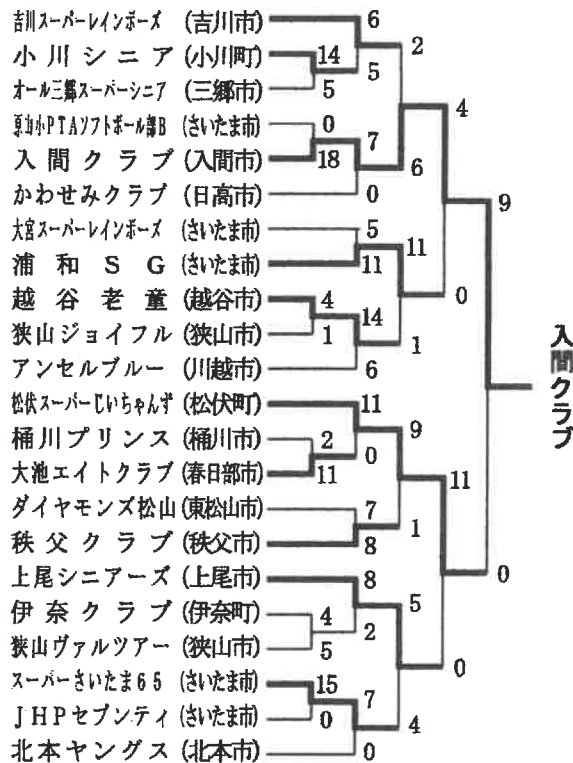 吉川スーパーレインボーズ (吉川市) 6
2
小川シニア (小川町) 14
5
オール三郷スーパーシニア (三郷市) 5
4
原山小PTAソフトボール部B (さいたま市) 0
7
入間クラブ (入間市) 18
6
かわせみクラブ (日高市) 0
9
大宮スーパーレインボーズ (さいたま市) 5
11
浦和SG (さいたま市) 11
0
越谷老童 (越谷市) 4
14
狭山ジョイフル (狭山市) 1
1
アンセルブルー (川越市) 6
入間クラブ
松伏スーパーじいちゃんず (松伏町) 11
9
桶川プリンス (桶川市) 2
0
大池エイトクラブ (春日部市) 11
11
ダイヤモンズ松山 (東松山市) 7
1
秩父クラブ (秩父市) 8
0
上尾シニアーズ (上尾市) 8
5
伊奈クラブ (伊奈町) 4
2
狭山ヴァルツアー (狭山市) 5
0
スーパーさいたま65 (さいたま市) 15
7
JHPセブンティ (さいたま市) 0
4
北本ヤングス (北本市) 0